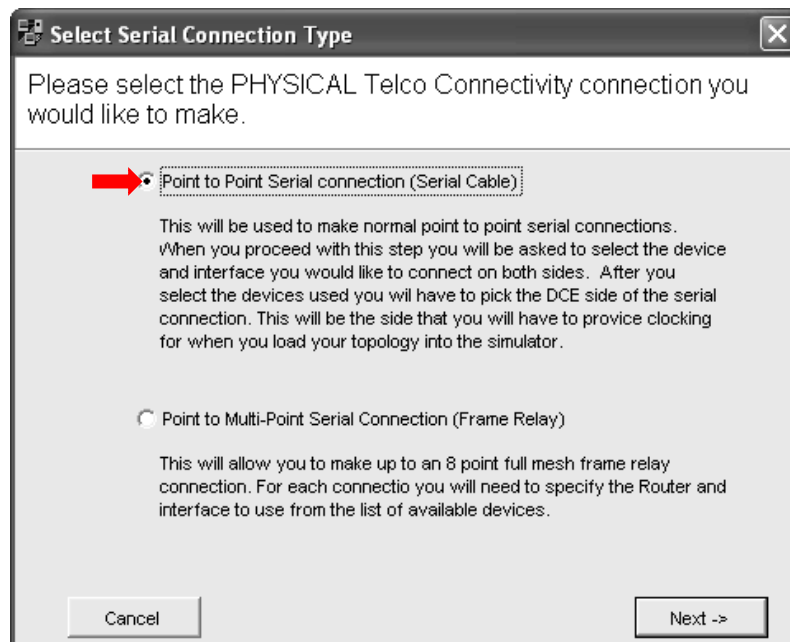 Select Serial Connection Type
Please select the PHYSICAL Telco Connectivity connection you
would like to make.
Point to Point Serial connection (Serial Cable)
This will be used to make normal point to point serial connections.
When you proceed with this step you will be asked to select the device
and interface you would like to connect on both sides. After you
select the devices used you wil have to pick the DCE side of the serial
connection. This will be the side that you will have to provice clocking
for when you load your topology into the simulator.
Point to Multi-Point Serial Connection (Frame Relay)
This will allow you to make up to an 8 point full mesh frame relay
connection. For each connectio you will need to specify the Router and
interface to use from the list of available devices.
Cancel
Next ->